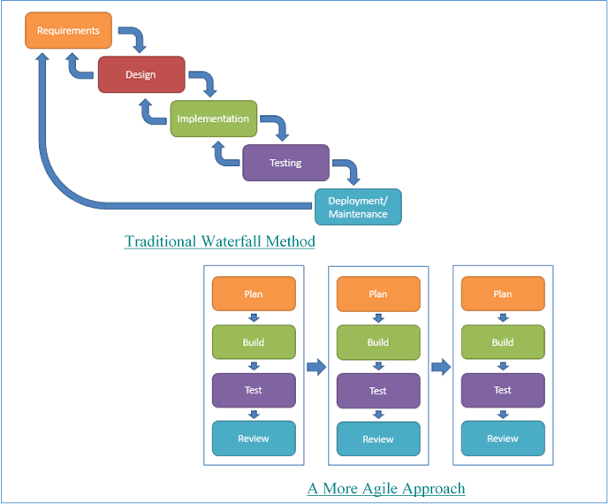 Requirements
Design
Implementation
Testing
Deployment/
Maintenance
Traditional Waterfall Method
Plan
Build
Test
Review
Plan
Build
Test
Review
Plan
Build
Test
Review
A More Agile Approach